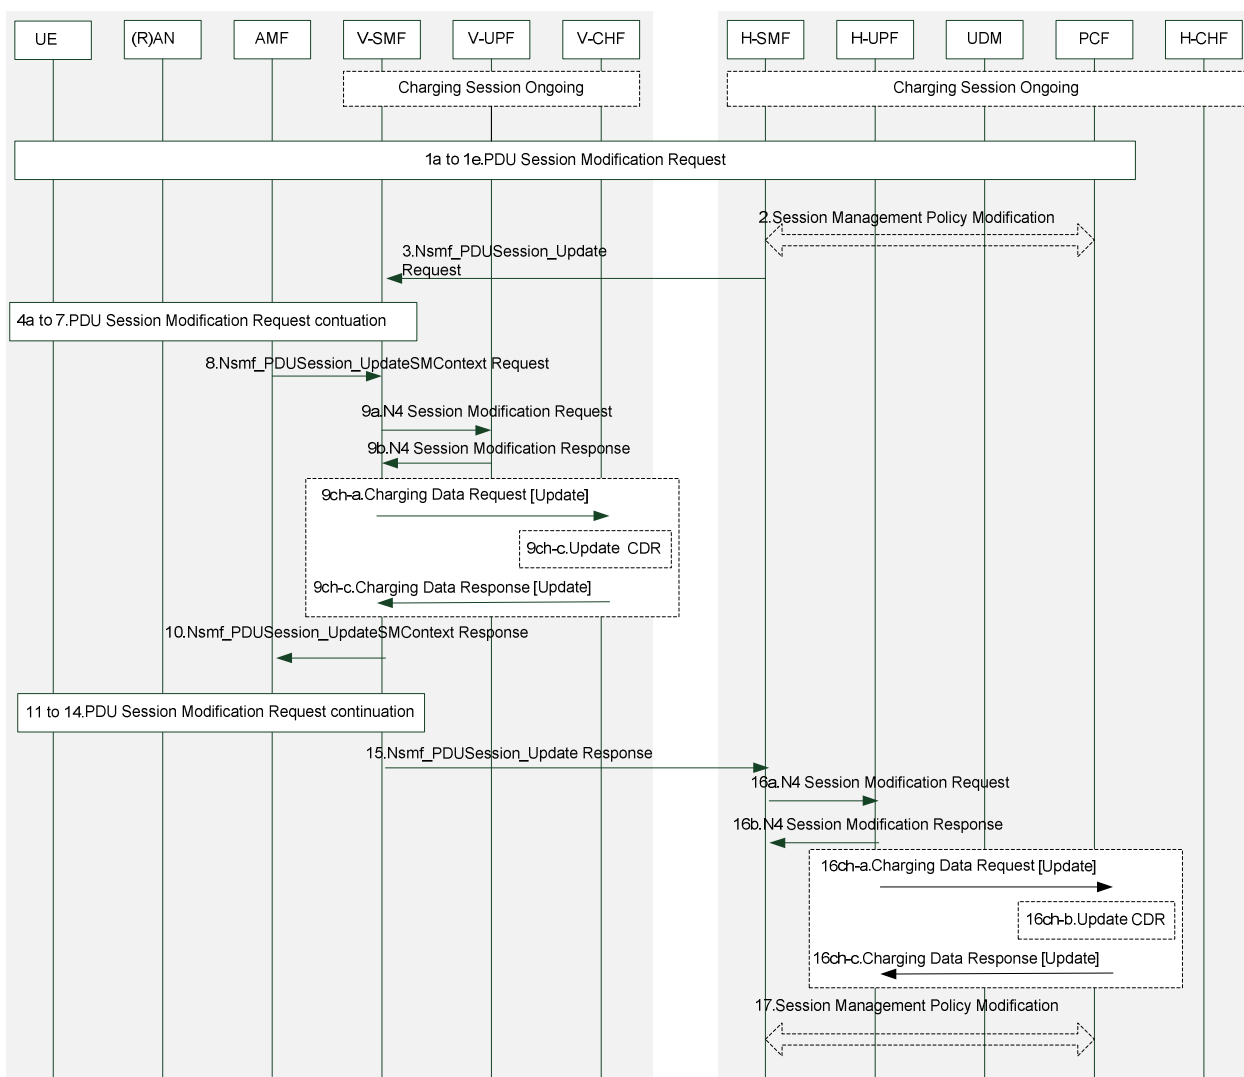 UE
(R)AN
AMF
V-SMF
V-UPF
V-CHF
H-SMF
H-UPF
UDM
PCF
H-CHF
Charging Session Ongoing
Charging Session Ongoing
1a to 1e.PDU Session Modification Request
2.Session Management Policy Modification
3.Nsmf_PDUSession_Update
Request
4a to 7.PDU Session Modification Request contuation
8.Nsmf_PDUSession_UpdateSMContext Request
9a.N4 Session Modification Request
9b.N4 Session Modification Response
9ch-a.Charging Data Request [Update]
9ch-c.Update CDR
9ch-c.Charging Data Response [Update]
10.Nsmf_PDUSession_UpdateSMContext Response
11 to 14.PDU Session Modification Request continuation
15.Nsmf_PDUSession_Update Response
16a.N4 Session Modification Request
16b.N4 Session Modification Response
16ch-a.Charging Data Request [Update]
16ch-b.Update CDR
16ch-c.Charging Data Response [Update]
17.Session Management Policy Modification